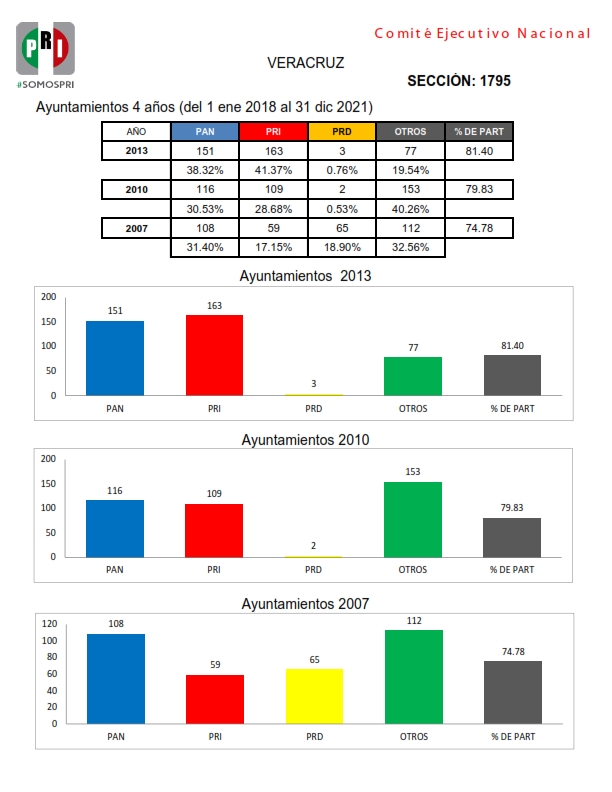 Comité Ejecutivo Nacional
PRI
#SOMOSPRI
VERACRUZ
SECCIÓN: 1795
Ayuntamientos 4 años (del 1 ene 2018 al 31 dic 2021)
AÑO PAN PRI PRD OTROS % DE PART
2013 151 163 3 77 81.40
38.32% 41.37% 0.76% 19.54%
2010 116 109 2 153 79.83
30.53% 28.68% 0.53% 40.26%
2007 108 59 65 112 74.78
31.40% 17.15% 18.90% 32.56%
Ayuntamientos 2013
200
150
100
50
0
151 163 3 77 81.40
PAN PRI PRD OTROS % DE PART
Ayuntamientos 2010
200
150
100
50
0
116 109 2 153 79.83
PAN PRI PRD OTROS % DE PART
Ayuntamientos 2007
120
100
80
60
40
20
0
108 59 65 112 74.78
PAN PRI PRD OTROS % DE PART